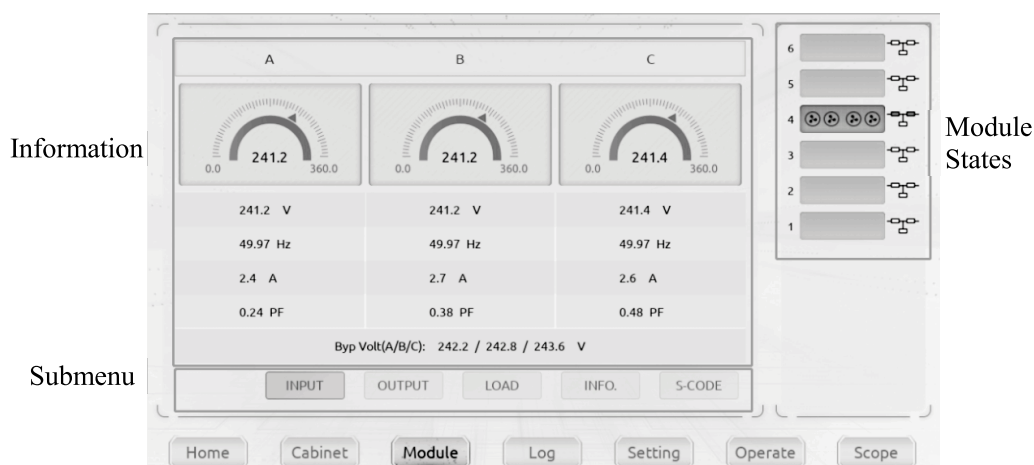 A B C
241.2 241.2 241.4
0.0 360.0 0.0 360.0 0.0 360.0
241.2 V 241.2 V 241.4 V
49.97 Hz 49.97 Hz 49.97 Hz
2.4 A 2.7 A 2.6 A
0.24 PF 0.38 PF 0.48 PF
Byp Volt(A/B/C): 242.2 / 242.8 / 243.6 V
INPUT OUTPUT LOAD INFO. S-CODE
6
5
4
3
2
1
Information
Module
States
Submenu
Home Cabinet Module Log Setting Operate Scope